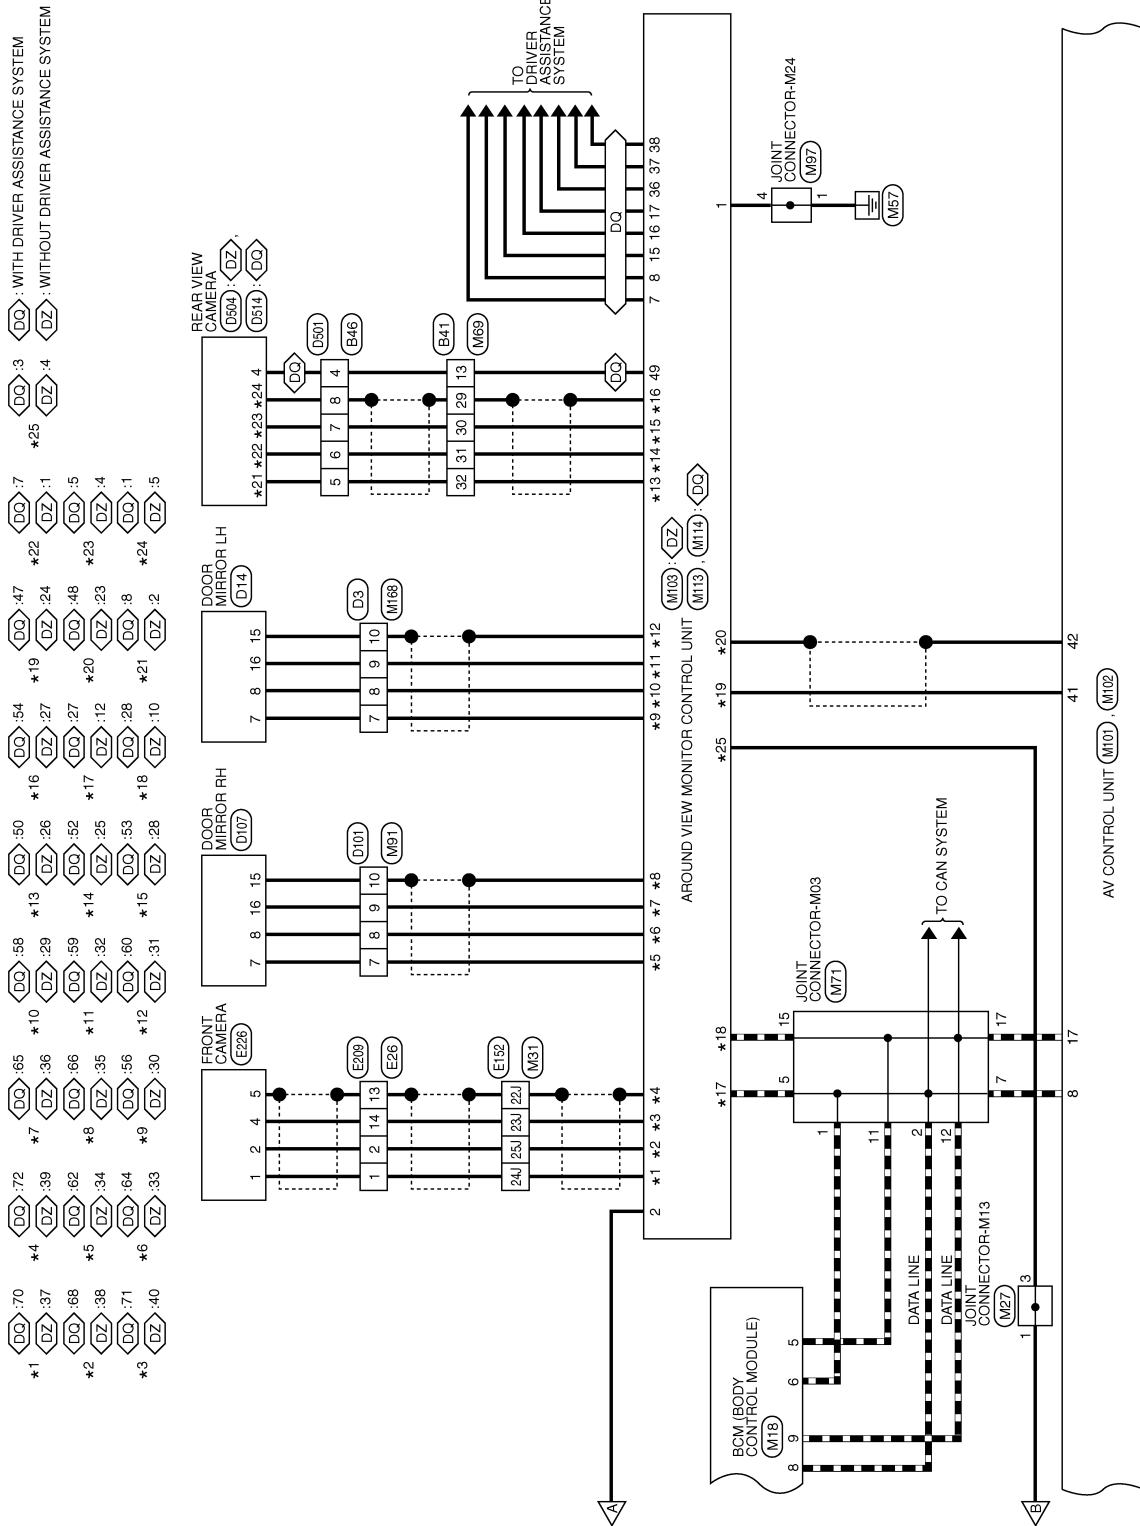 DQ : WITH DRIVER ASSISTANCE SYSTEM
DZ : WITHOUT DRIVER ASSISTANCE SYSTEM
*1 DQ :70
DZ :37
*2 DQ :68
DZ :38
*3 DQ :71
DZ :40
*4 DQ :72
DZ :39
*5 DQ :62
DZ :34
*6 DQ :64
DZ :33
*7 DQ :65
DZ :36
*8 DQ :66
DZ :35
*9 DQ :56
DZ :30
*10 DQ :58
DZ :29
*11 DQ :59
DZ :32
*12 DQ :60
DZ :31
*13 DQ :50
DZ :26
*14 DQ :52
DZ :25
*15 DQ :53
DZ :28
*16 DQ :54
DZ :27
*17 DQ :27
DZ :12
*18 DQ :28
DZ :10
*19 DQ :47
DZ :24
*20 DQ :48
DZ :23
*21 DQ :8
DZ :2
*22 DQ :7
DZ :1
*23 DQ :5
DZ :4
*24 DQ :1
DZ :5
*25 DQ :3
DZ :4
FRONT
CAMERA
E226
1 2 4 5
1 2 14 13
E209
E26
24J 25J 23J 22J
E152
M31
2 *1 *2 *3 *4
DOOR
MIRROR RH
D107
7 8 16 15
7 8 9 10
D101
M91
*5 *6 *7 *8
DOOR
MIRROR LH
D14
7 8 16 15
7 8 9 10
D3
M168
*9 *10 *11 *12
REAR VIEW
CAMERA
D504 : DZ ,
D514 : DQ
*21 *22 *23 *24 4
DQ
5 6 7 8 4
D501
B46
32 31 30 29 13
B41
M69
DQ
*13 *14 *15 *16 49
TO
DRIVER
ASSISTANCE
SYSTEM
DQ
7 8 15 16 17 36 37 38
AROUND VIEW MONITOR CONTROL UNIT
M103 : DZ
M113 , M114 : DQ
*17 *18 *25 *19 *20 1
JOINT
CONNECTOR-M24
M97
4
1
M57
JOINT
CONNECTOR-M03
M71
5 15
1
11
2
12
7 17
TO CAN SYSTEM
BCM (BODY
CONTROL MODULE)
M18
8 9 6 5
DATA LINE
DATA LINE
JOINT
CONNECTOR-M13
M27
1 3
A
B
8 17 41 42
AV CONTROL UNIT M101 , M102